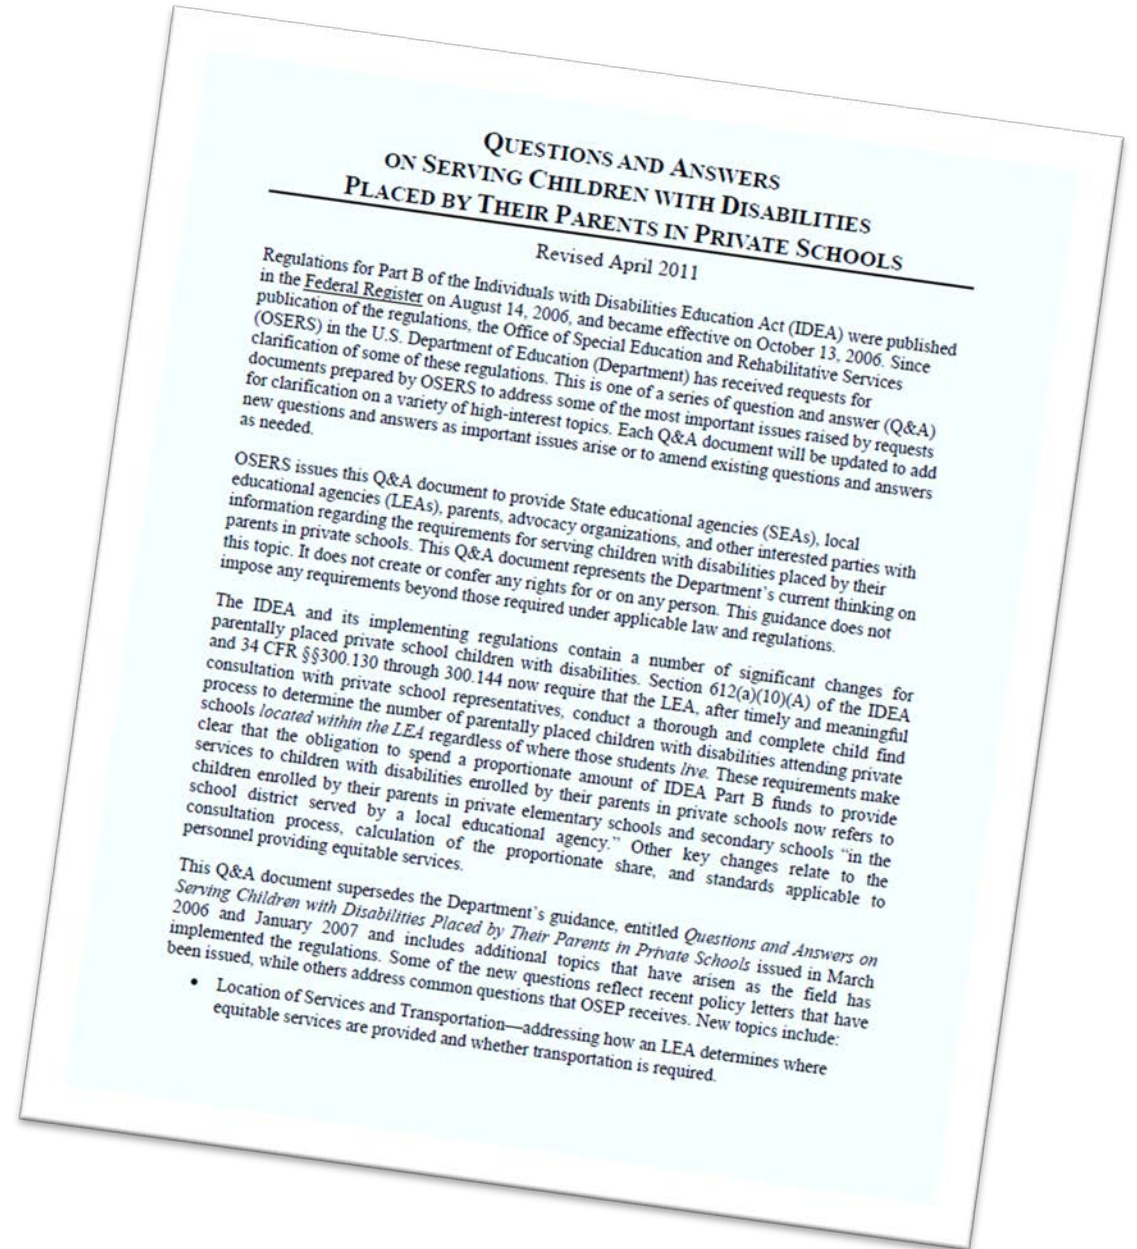 QUESTIONS AND ANSWERS
ON SERVING CHILDREN WITH DISABILITIES
PLACED BY THEIR PARENTS IN PRIVATE SCHOOLS
Revised April 2011
Regulations for Part B of the Individuals with Disabilities Education Act (IDEA) were published
in the Federal Register on August 14, 2006, and became effective on October 13, 2006. Since
publication of the regulations, the Office of Special Education and Rehabilitative Services
(OSERS) in the U.S. Department of Education (Department) has received requests for
clarification of some of these regulations. This is one of a series of question and answer (Q&A)
documents prepared by OSERS to address some of the most important issues raised by requests
for clarification on a variety of high-interest topics. Each Q&A document will be updated to add
new questions and answers as important issues arise or to amend existing questions and answers
as needed.
OSERS issues this Q&A document to provide State educational agencies (SEAs), local
educational agencies (LEAs), parents, advocacy organizations, and other interested parties with
information regarding the requirements for serving children with disabilities placed by their
parents in private schools. This Q&A document represents the Department's current thinking on
this topic. It does not create or confer any rights for or on any person. This guidance does not
impose any requirements beyond those required under applicable law and regulations.
The IDEA and its implementing regulations contain a number of significant changes for
parentally placed private school children with disabilities. Section 612(a)(10)(A) of the IDEA
and 34 CFR §§300.130 through 300.144 now require that the LEA, after timely and meaningful
consultation with private school representatives, conduct a thorough and complete child find
process to determine the number of parentally placed children with disabilities attending private
schools located within the LEA regardless of where those students live. These requirements make
clear that the obligation to spend a proportionate amount of IDEA Part B funds to provide
services to children with disabilities enrolled by their parents in private schools now refers to
children enrolled by their parents in private elementary schools and secondary schools “in the
school district served by a local educational agency.” Other key changes relate to the
consultation process, calculation of the proportionate share, and standards applicable to
personnel providing equitable services.
This Q&A document supersedes the Department's guidance, entitled Questions and Answers on
Serving Children with Disabilities Placed by Their Parents in Private Schools issued in March
2006 and January 2007 and includes additional topics that have arisen as the field has
implemented the regulations. Some of the new questions reflect recent policy letters that have
been issued, while others address common questions that OSEP receives. New topics include:
• Location of Services and Transportation—addressing how an LEA determines where
equitable services are provided and whether transportation is required.